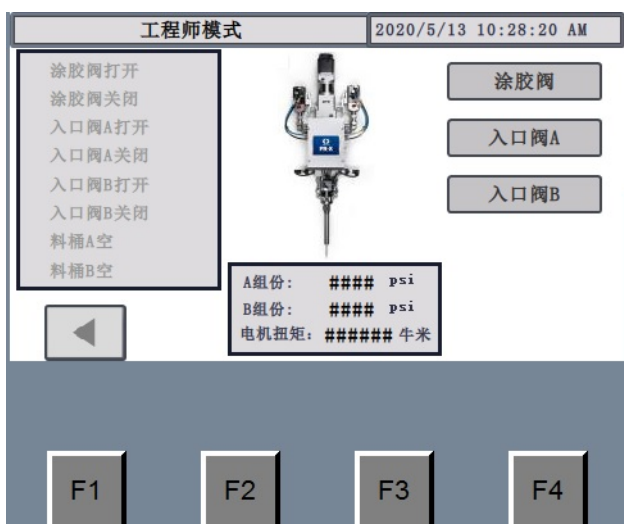 工程师模式
2020/5/13 10:28:20 AM
涂胶阀打开
涂胶阀关闭
入口阀A打开
入口阀A关闭
入口阀B打开
入口阀B关闭
料桶A空
料桶B空
PR-X
涂胶阀
入口阀A
入口阀B
A组份: #### psi
B组份: #### psi
电机扭矩: ###### 牛米
F1
F2
F3
F4